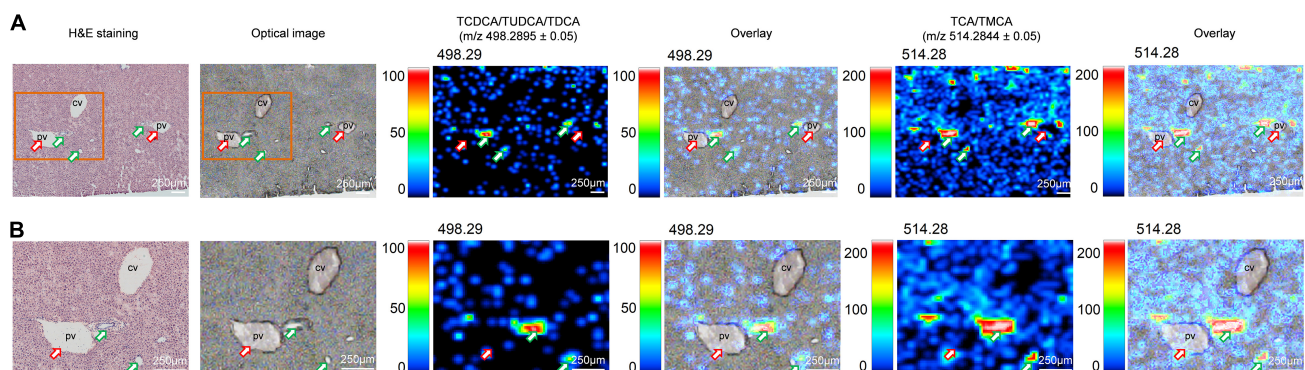 A
H&E staining
Optical image
TCDCA/TUDCA/TDCA
(m/z 498.2895 ± 0.05)
Overlay
TCA/TMCA
(m/z 514.2844 ± 0.05)
Overlay
498.29
498.29
514.28
514.28
100
50
0
100
50
0
200
100
0
200
100
0
cv
pv
pv
250µm
cv
pv
pv
250µm
250µm
cv
pv
pv
250µm
250µm
cv
pv
pv
250µm
B
498.29
498.29
514.28
514.28
100
50
0
100
50
0
200
100
0
200
100
0
cv
pv
250µm
cv
pv
250µm
250µm
cv
pv
250µm
250µm
cv
pv
250µm